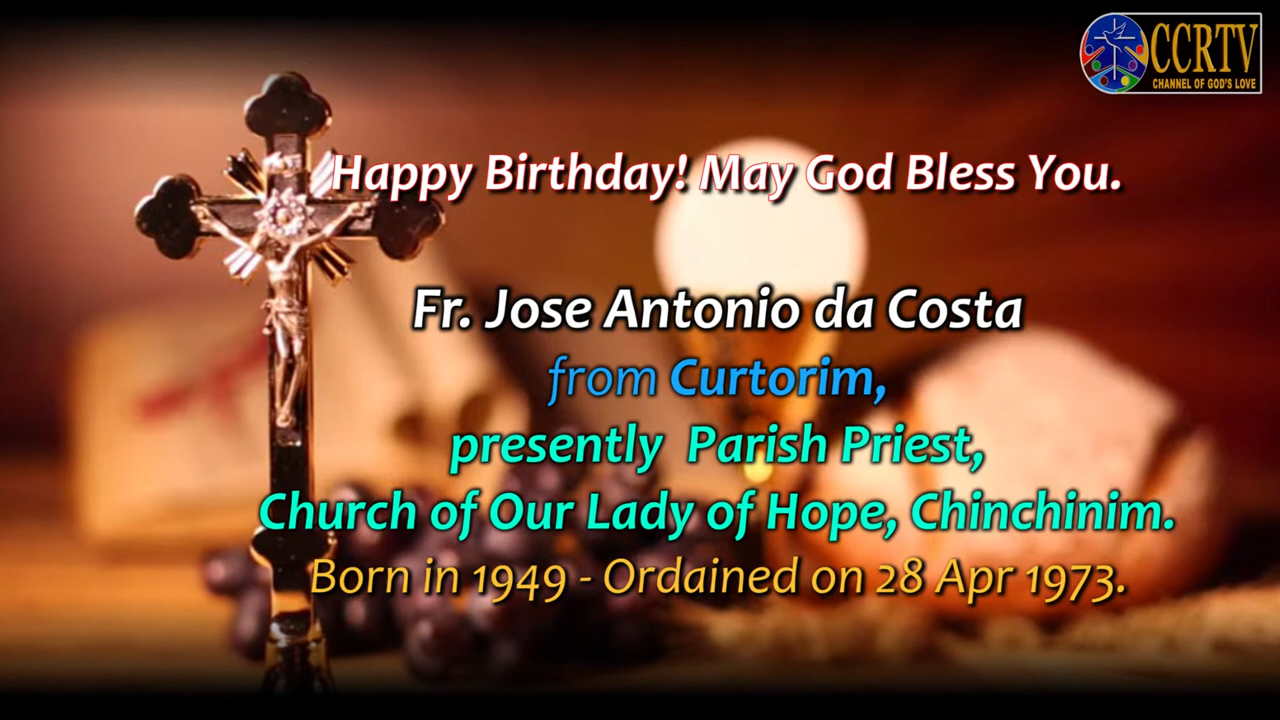 CCRTV
CHANNEL OF GOD'S LOVE
Happy Birthday! May God Bless You.
Fr. Jose Antonio da Costa
from Curtorim,
presently Parish Priest,
Church of Our Lady of Hope, Chinchinim.
Born in 1949 - Ordained on 28 Apr 1973.